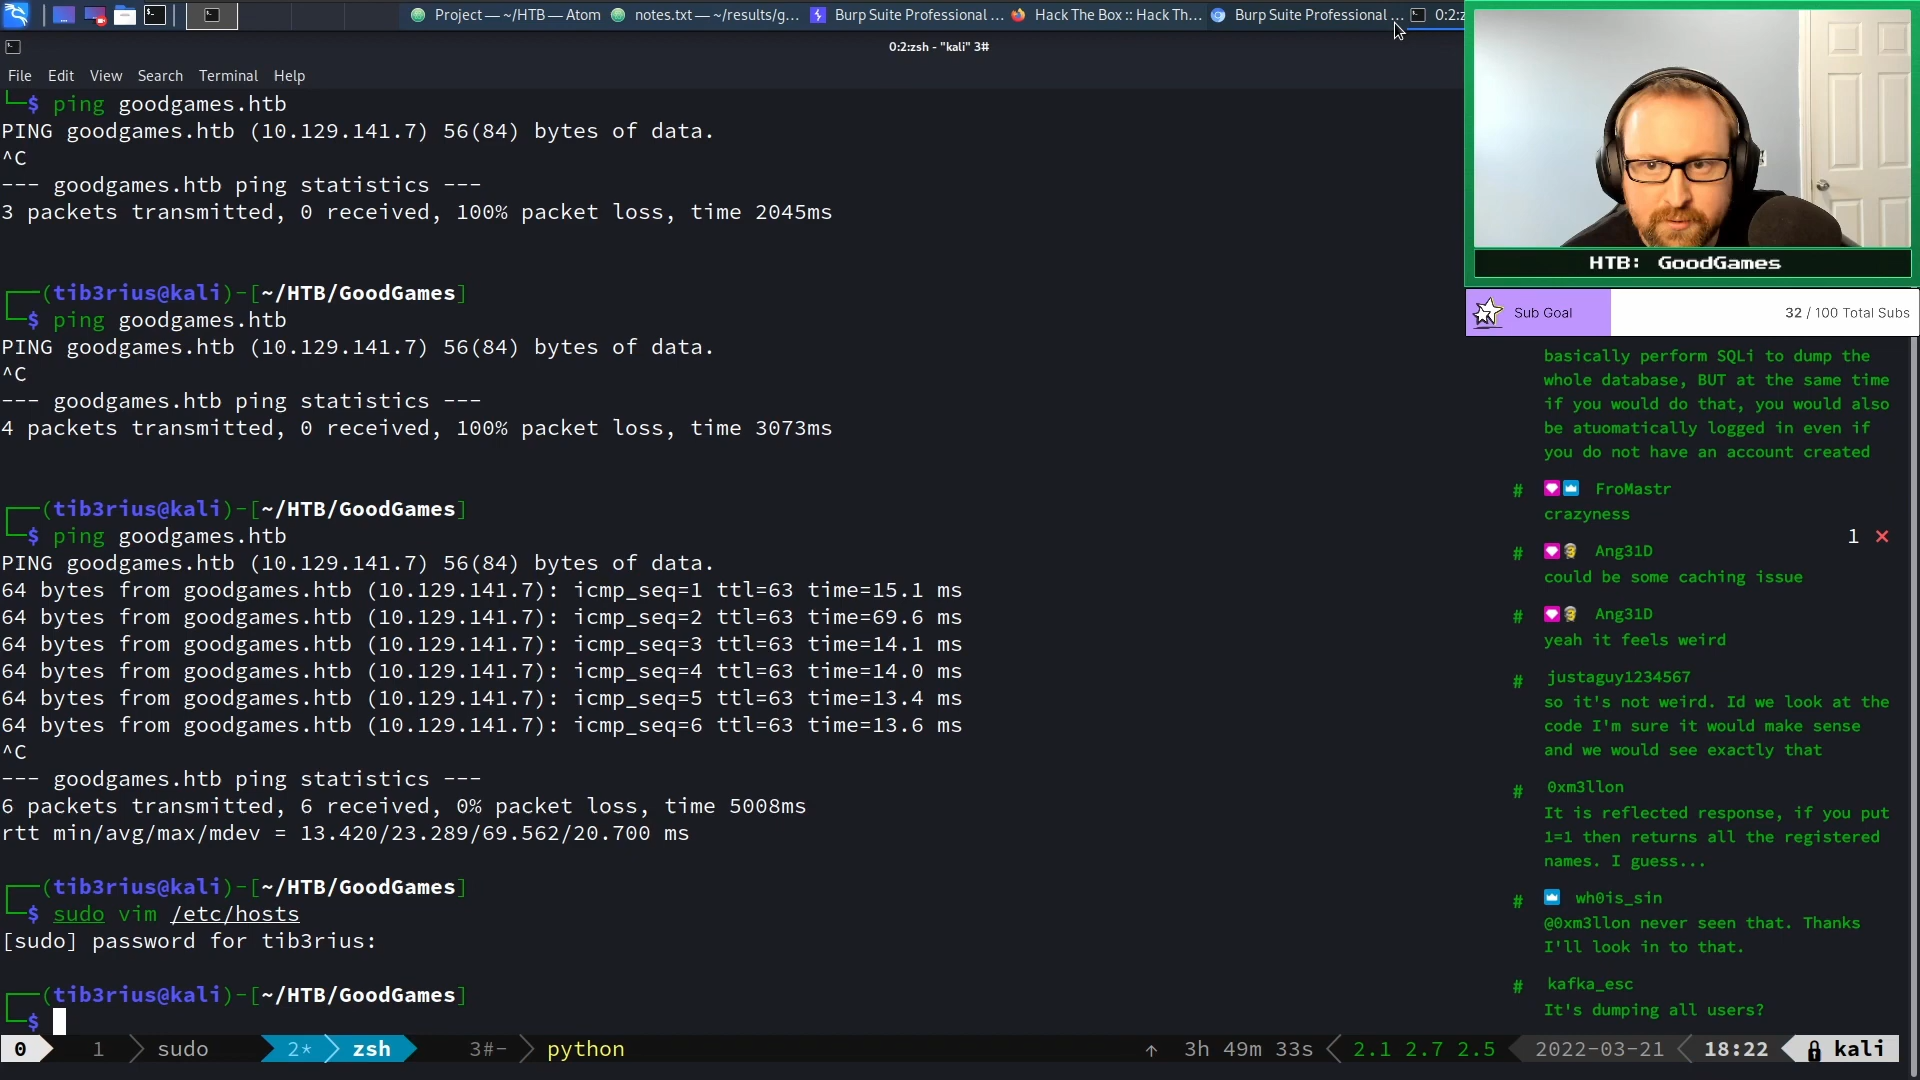 Project — ~/HTB — Atom
notes.txt — ~/results/g...
Burp Suite Professional ...
Hack The Box :: Hack Th...
Burp Suite Professional ...
0:2:z
0:2:zsh - "kali" 3#
File Edit View Search Terminal Help
└─$ ping goodgames.htb
PING goodgames.htb (10.129.141.7) 56(84) bytes of data.
^C
--- goodgames.htb ping statistics ---
3 packets transmitted, 0 received, 100% packet loss, time 2045ms
┌──(tib3rius@kali)-[~/HTB/GoodGames]
└─$ ping goodgames.htb
PING goodgames.htb (10.129.141.7) 56(84) bytes of data.
^C
--- goodgames.htb ping statistics ---
4 packets transmitted, 0 received, 100% packet loss, time 3073ms
┌──(tib3rius@kali)-[~/HTB/GoodGames]
└─$ ping goodgames.htb
PING goodgames.htb (10.129.141.7) 56(84) bytes of data.
64 bytes from goodgames.htb (10.129.141.7): icmp_seq=1 ttl=63 time=15.1 ms
64 bytes from goodgames.htb (10.129.141.7): icmp_seq=2 ttl=63 time=69.6 ms
64 bytes from goodgames.htb (10.129.141.7): icmp_seq=3 ttl=63 time=14.1 ms
64 bytes from goodgames.htb (10.129.141.7): icmp_seq=4 ttl=63 time=14.0 ms
64 bytes from goodgames.htb (10.129.141.7): icmp_seq=5 ttl=63 time=13.4 ms
64 bytes from goodgames.htb (10.129.141.7): icmp_seq=6 ttl=63 time=13.6 ms
^C
--- goodgames.htb ping statistics ---
6 packets transmitted, 6 received, 0% packet loss, time 5008ms
rtt min/avg/max/mdev = 13.420/23.289/69.562/20.700 ms
┌──(tib3rius@kali)-[~/HTB/GoodGames]
└─$ sudo vim /etc/hosts
[sudo] password for tib3rius:
┌──(tib3rius@kali)-[~/HTB/GoodGames]
└─$
0 1 sudo 2* zsh 3#- python ↑ 3h 49m 33s 2.1 2.7 2.5 2022-03-21 18:22 kali
HTB: GoodGames
Sub Goal 32 / 100 Total Subs
basically perform SQLi to dump the
whole database, BUT at the same time
if you would do that, you would also
be atuomatically logged in even if
you do not have an account created
# FroMastr
crazyness
1 ×
# Ang31D
could be some caching issue
# Ang31D
yeah it feels weird
# justaguy1234567
so it's not weird. Id we look at the
code I'm sure it would make sense
and we would see exactly that
# 0xm3llon
It is reflected response, if you put
1=1 then returns all the registered
names. I guess...
# wh0is_sin
@0xm3llon never seen that. Thanks
I'll look in to that.
# kafka_esc
It's dumping all users?